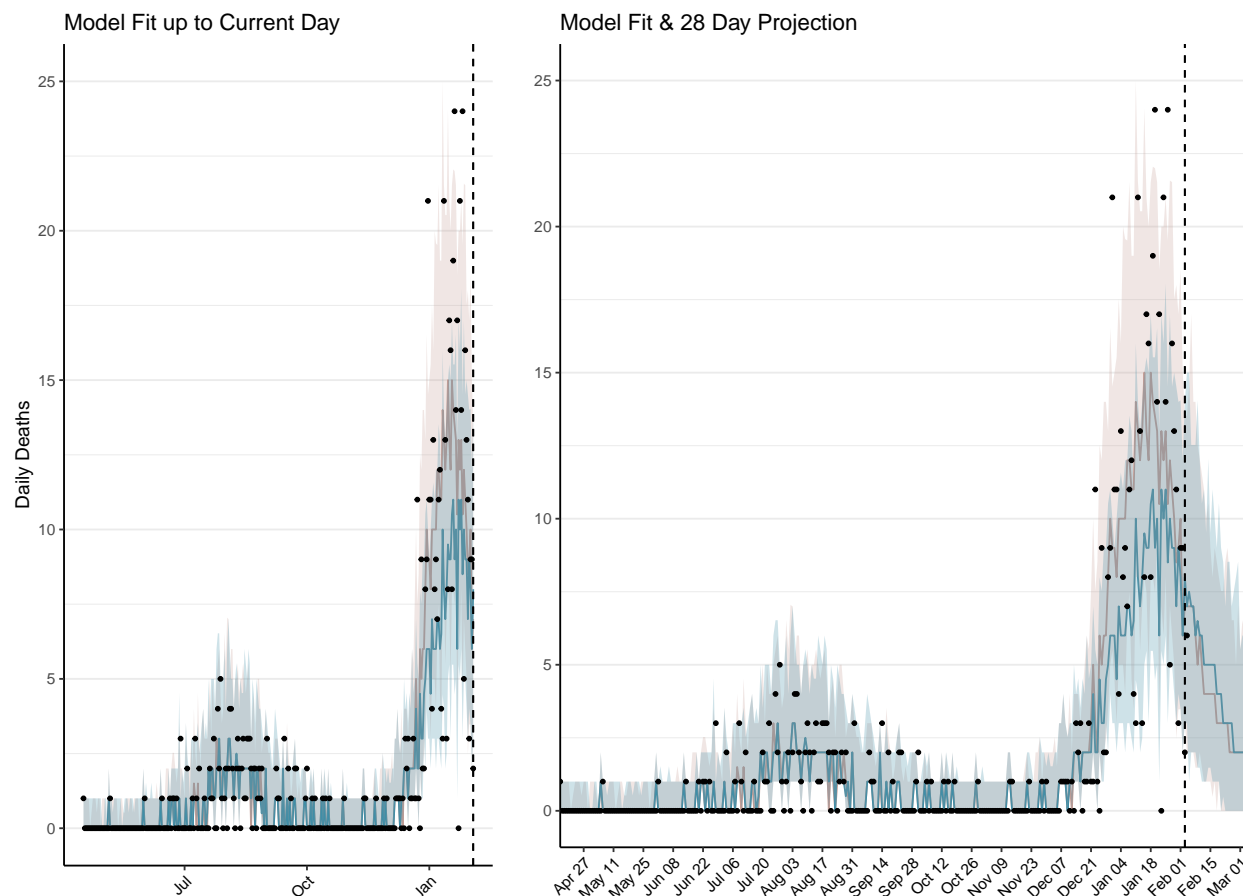 Model Fit up to Current Day
Model Fit & 28 Day Projection
Daily Deaths
25
20
15
10
5
0
Jul
Oct
Jan
25
20
15
10
5
0
Apr 27
May 11
May 25
Jun 08
Jun 22
Jul 06
Jul 20
Aug 03
Aug 17
Aug 31
Sep 14
Sep 28
Oct 12
Oct 26
Nov 09
Nov 23
Dec 07
Dec 21
Jan 04
Jan 18
Feb 01
Feb 15
Mar 01